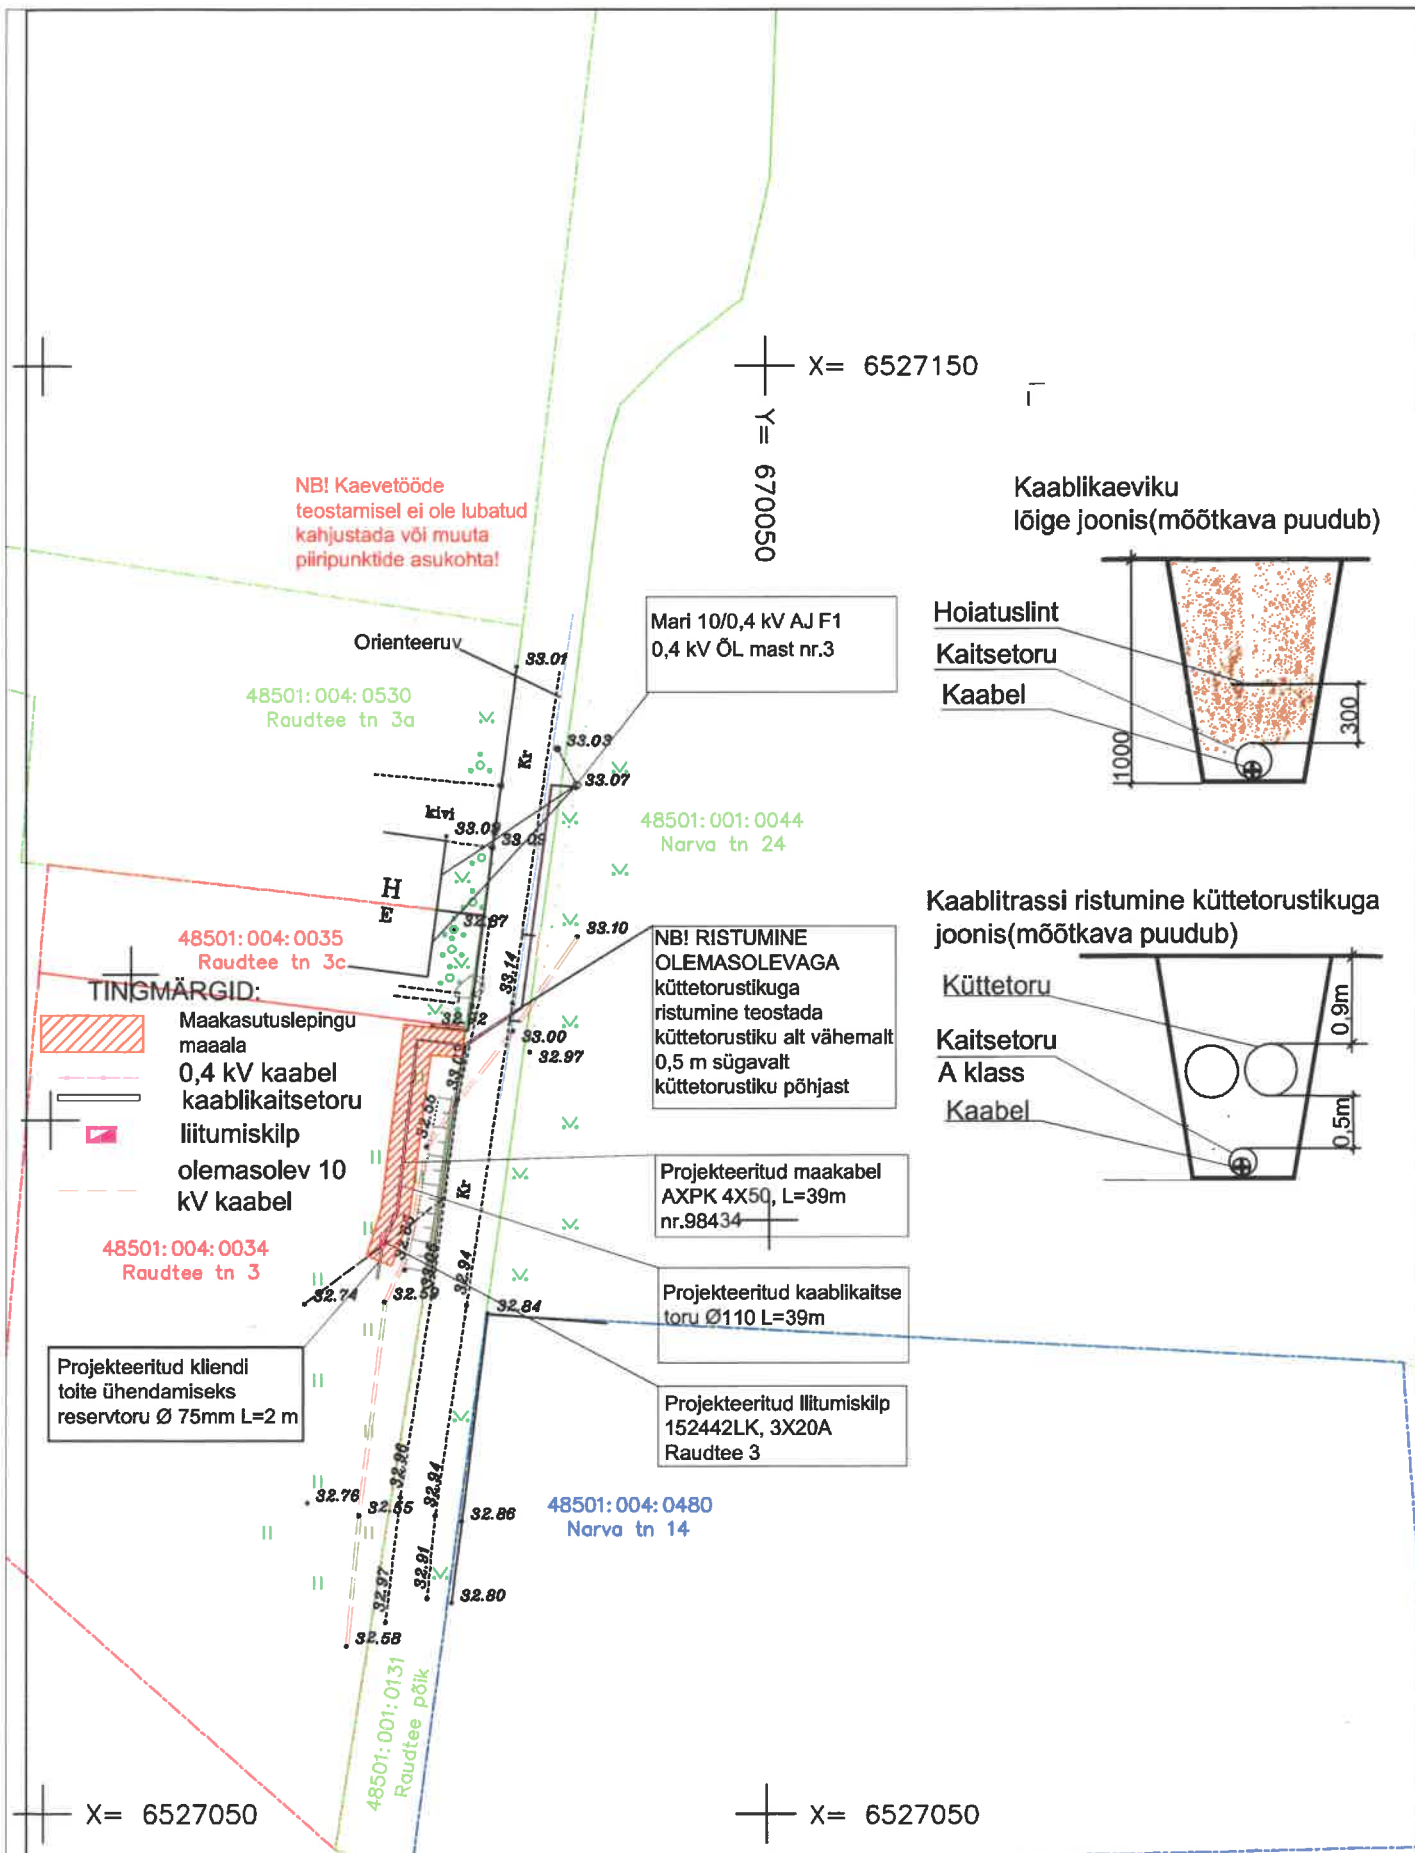 X= 6527150
Y= 670050
NB! Kaevetööde
teostamisel ei ole lubatud
kahjustada või muuta
piiripunktide asukohta!
Kaablikaeviku
lõige joonis(mõõtkava puudub)
Hoiatuslint
Kaitsetoru
Kaabel
1000
300
Mari 10/0,4 kV AJ F1
0,4 kV ÕL mast nr.3
Orienteeruv
33.01
48501:004:0530
Raudtee tn 3a
33.03
Kr
33.07
kivi
33.09
33.09
48501:001:0044
Narva tn 24
H
E
32.87
33.10
48501:004:0035
Raudtee tn 3c
NB! RISTUMINE
OLEMASOLEVAGA
küttetorustikuga
ristumine teostada
küttetorustiku alt vähemalt
0,5 m sügavalt
küttetorustiku põhjast
Kaablitrassi ristumine küttetorustikuga
joonis(mõõtkava puudub)
Küttetoru
Kaitsetoru
A klass
Kaabel
0,9m
0,5m
33.14
33.00
32.97
TINGMÄRGID:
Maakasutuslepingu
maaala
0,4 kV kaabel
kaablikaitsetoru
liitumiskilp
olemasolev 10
kV kaabel
Kr
Projekteeritud maakabel
AXPK 4X50, L=39m
nr.98434
48501:004:0034
Raudtee tn 3
32.74
32.59
33.05
32.94
32.84
Projekteeritud kaablikaitse
toru Ø110 L=39m
Projekteeritud kliendi
toite ühendamiseks
reservtoru Ø 75mm L=2 m
Projekteeritud liitumiskilp
152442LK, 3X20A
Raudtee 3
32.96
32.94
32.76
32.55
32.86
48501:004:0480
Narva tn 14
32.97
32.91
32.80
32.58
48501:001:0131
Raudtee põik
X= 6527050
X= 6527050